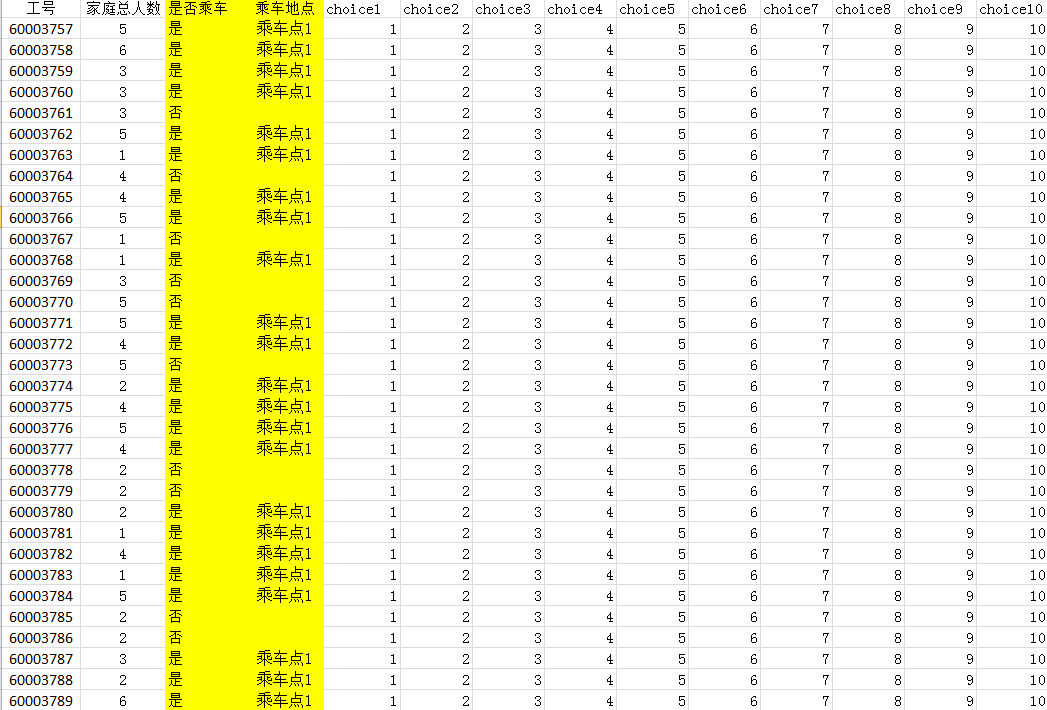 工号 家庭总人数 是否乘车 乘车地点 choice1 choice2 choice3 choice4 choice5 choice6 choice7 choice8 choice9 choice10
60003757 5 是 乘车点1 1 2 3 4 5 6 7 8 9 10
60003758 6 是 乘车点1 1 2 3 4 5 6 7 8 9 10
60003759 3 是 乘车点1 1 2 3 4 5 6 7 8 9 10
60003760 3 是 乘车点1 1 2 3 4 5 6 7 8 9 10
60003761 3 否 1 2 3 4 5 6 7 8 9 10
60003762 5 是 乘车点1 1 2 3 4 5 6 7 8 9 10
60003763 1 是 乘车点1 1 2 3 4 5 6 7 8 9 10
60003764 4 否 1 2 3 4 5 6 7 8 9 10
60003765 4 是 乘车点1 1 2 3 4 5 6 7 8 9 10
60003766 5 是 乘车点1 1 2 3 4 5 6 7 8 9 10
60003767 1 否 1 2 3 4 5 6 7 8 9 10
60003768 1 是 乘车点1 1 2 3 4 5 6 7 8 9 10
60003769 3 否 1 2 3 4 5 6 7 8 9 10
60003770 5 否 1 2 3 4 5 6 7 8 9 10
60003771 5 是 乘车点1 1 2 3 4 5 6 7 8 9 10
60003772 4 是 乘车点1 1 2 3 4 5 6 7 8 9 10
60003773 5 否 1 2 3 4 5 6 7 8 9 10
60003774 2 是 乘车点1 1 2 3 4 5 6 7 8 9 10
60003775 4 是 乘车点1 1 2 3 4 5 6 7 8 9 10
60003776 5 是 乘车点1 1 2 3 4 5 6 7 8 9 10
60003777 4 是 乘车点1 1 2 3 4 5 6 7 8 9 10
60003778 2 否 1 2 3 4 5 6 7 8 9 10
60003779 2 否 1 2 3 4 5 6 7 8 9 10
60003780 2 是 乘车点1 1 2 3 4 5 6 7 8 9 10
60003781 1 是 乘车点1 1 2 3 4 5 6 7 8 9 10
60003782 4 是 乘车点1 1 2 3 4 5 6 7 8 9 10
60003783 1 是 乘车点1 1 2 3 4 5 6 7 8 9 10
60003784 5 是 乘车点1 1 2 3 4 5 6 7 8 9 10
60003785 2 否 1 2 3 4 5 6 7 8 9 10
60003786 2 否 1 2 3 4 5 6 7 8 9 10
60003787 3 是 乘车点1 1 2 3 4 5 6 7 8 9 10
60003788 2 是 乘车点1 1 2 3 4 5 6 7 8 9 10
60003789 6 是 乘车点1 1 2 3 4 5 6 7 8 9 10